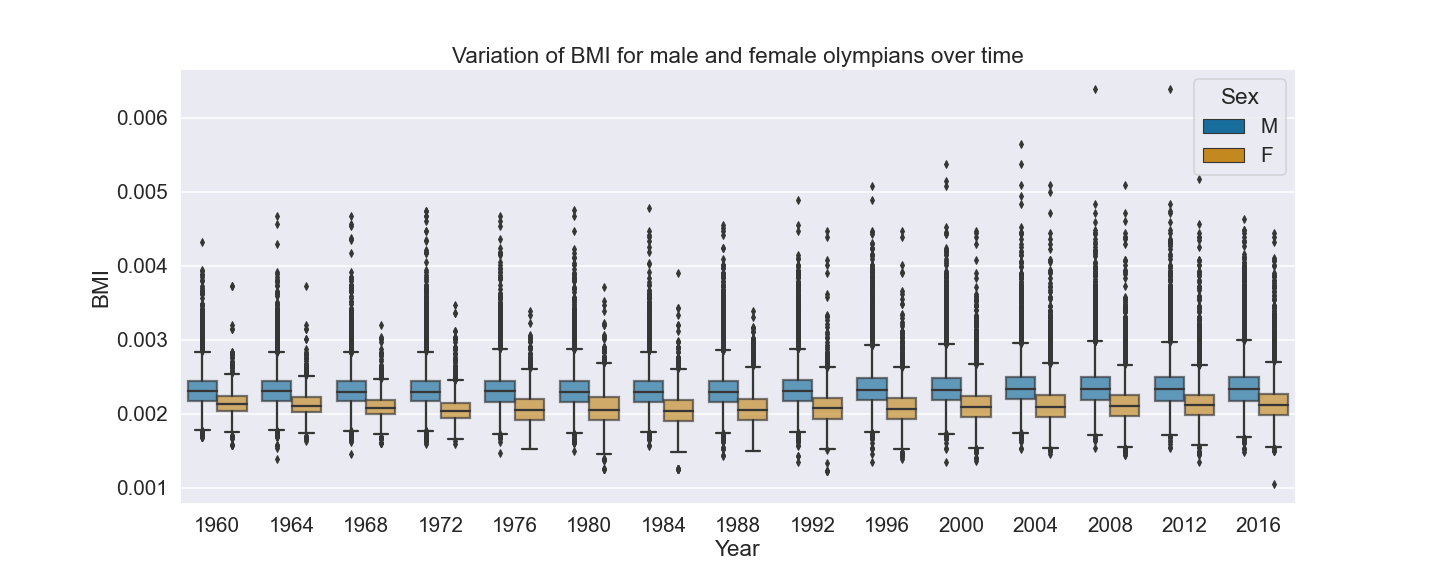 Variation of BMI for male and female olympians over time
Sex
M
F
0.006
0.005
0.004
0.003
0.002
0.001
BMI
1960 1964 1968 1972 1976 1980 1984 1988 1992 1996 2000 2004 2008 2012 2016
Year